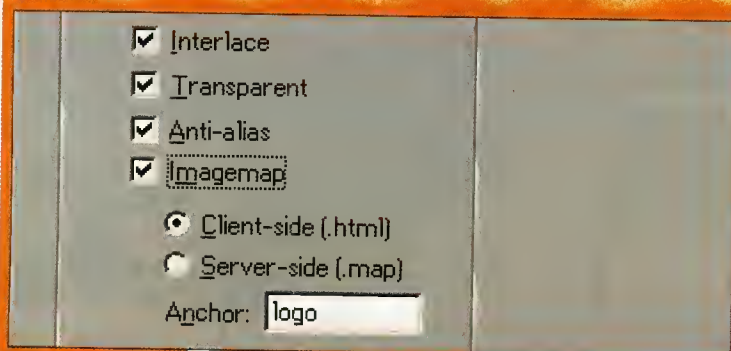 Interlace
Transparent
Anti-alias
Imagemap
Client-side (.html)
Server-side (.map)
Anchor: logo